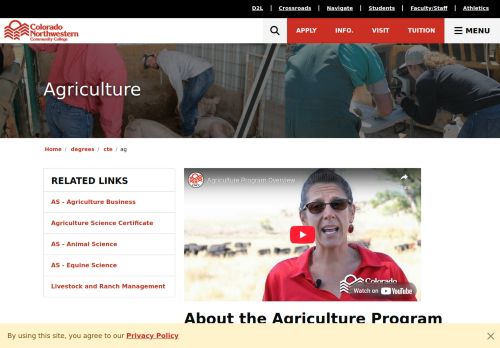 D2L | Crossroads | Navigate | Students | Faculty/Staff | Athletics
Colorado
Northwestern
Community College
APPLY INFO. VISIT TUITION MENU
Agriculture
Home / degrees / cte / ag
RELATED LINKS
AS - Agriculture Business
Agriculture Science Certificate
AS - Animal Science
AS - Equine Science
Livestock and Ranch Management
Agriculture Program Overview
Colorado
Watch on YouTube
About the Agriculture Program
By using this site, you agree to our Privacy Policy